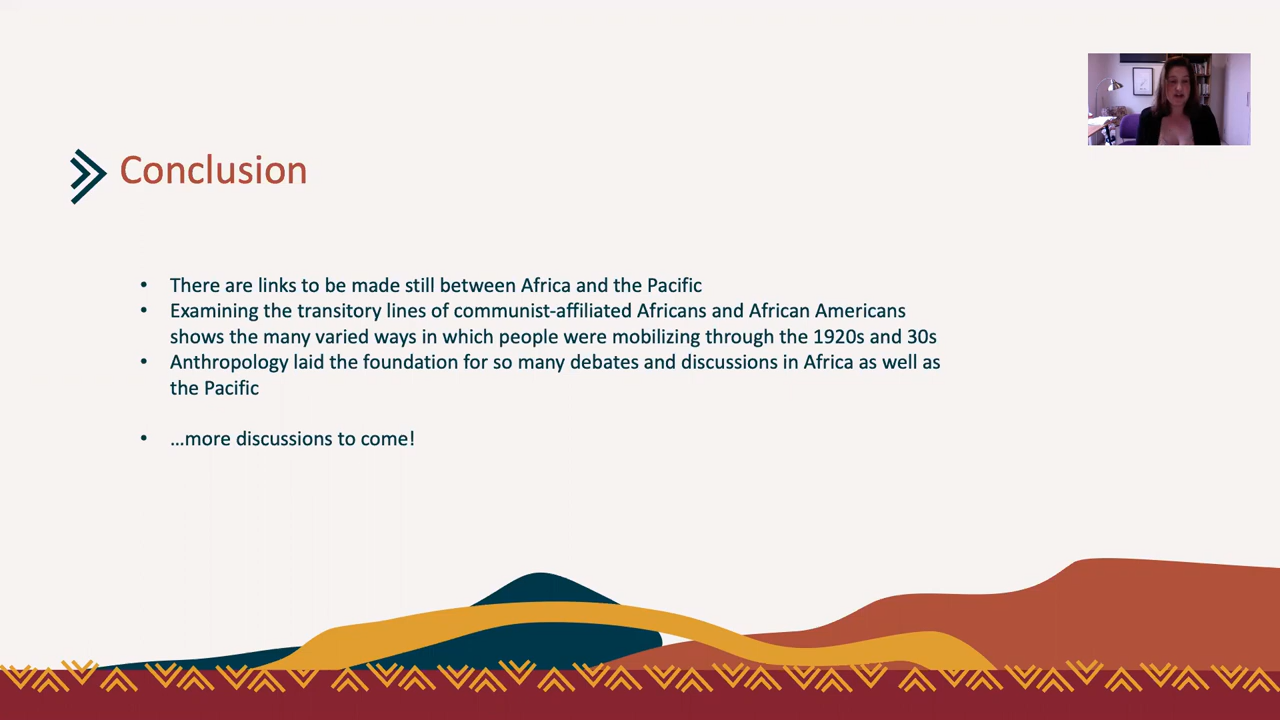 Conclusion
• There are links to be made still between Africa and the Pacific
• Examining the transitory lines of communist-affiliated Africans and African Americans
shows the many varied ways in which people were mobilizing through the 1920s and 30s
• Anthropology laid the foundation for so many debates and discussions in Africa as well as
the Pacific
• …more discussions to come!